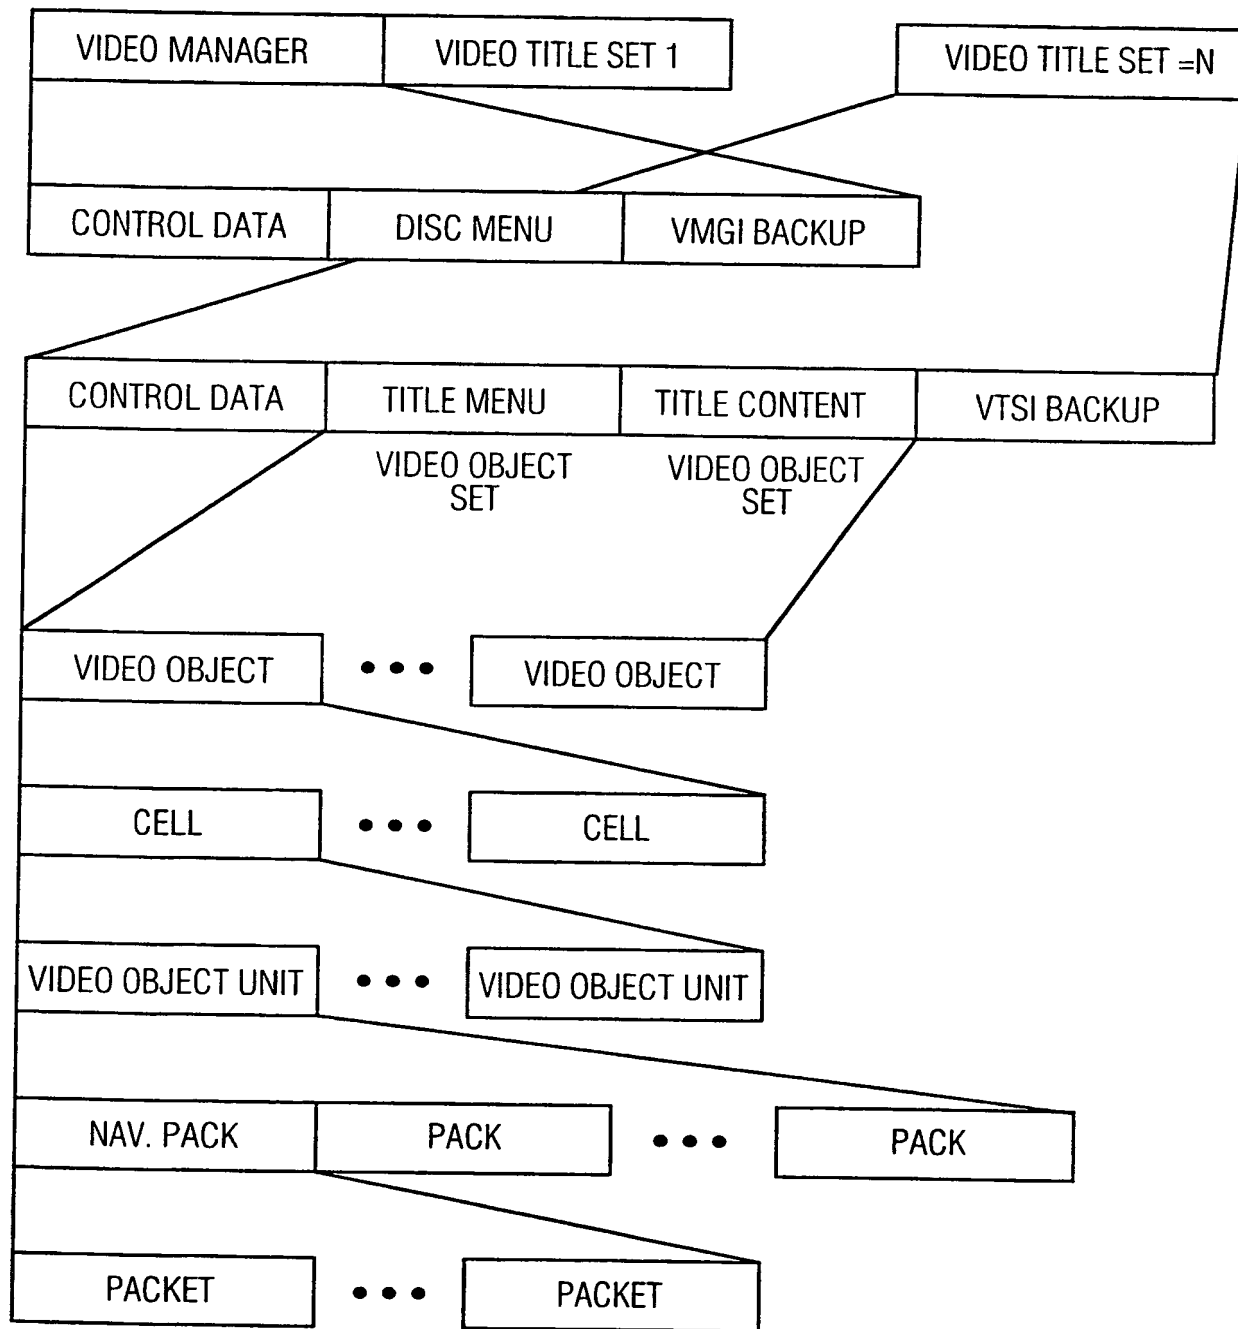 VIDEO MANAGER
VIDEO TITLE SET 1
VIDEO TITLE SET =N
CONTROL DATA
DISC MENU
VMGI BACKUP
CONTROL DATA
TITLE MENU
TITLE CONTENT
VTSI BACKUP
VIDEO OBJECT
SET
VIDEO OBJECT
SET
VIDEO OBJECT
VIDEO OBJECT
CELL
CELL
VIDEO OBJECT UNIT
VIDEO OBJECT UNIT
NAV. PACK
PACK
PACK
PACKET
PACKET